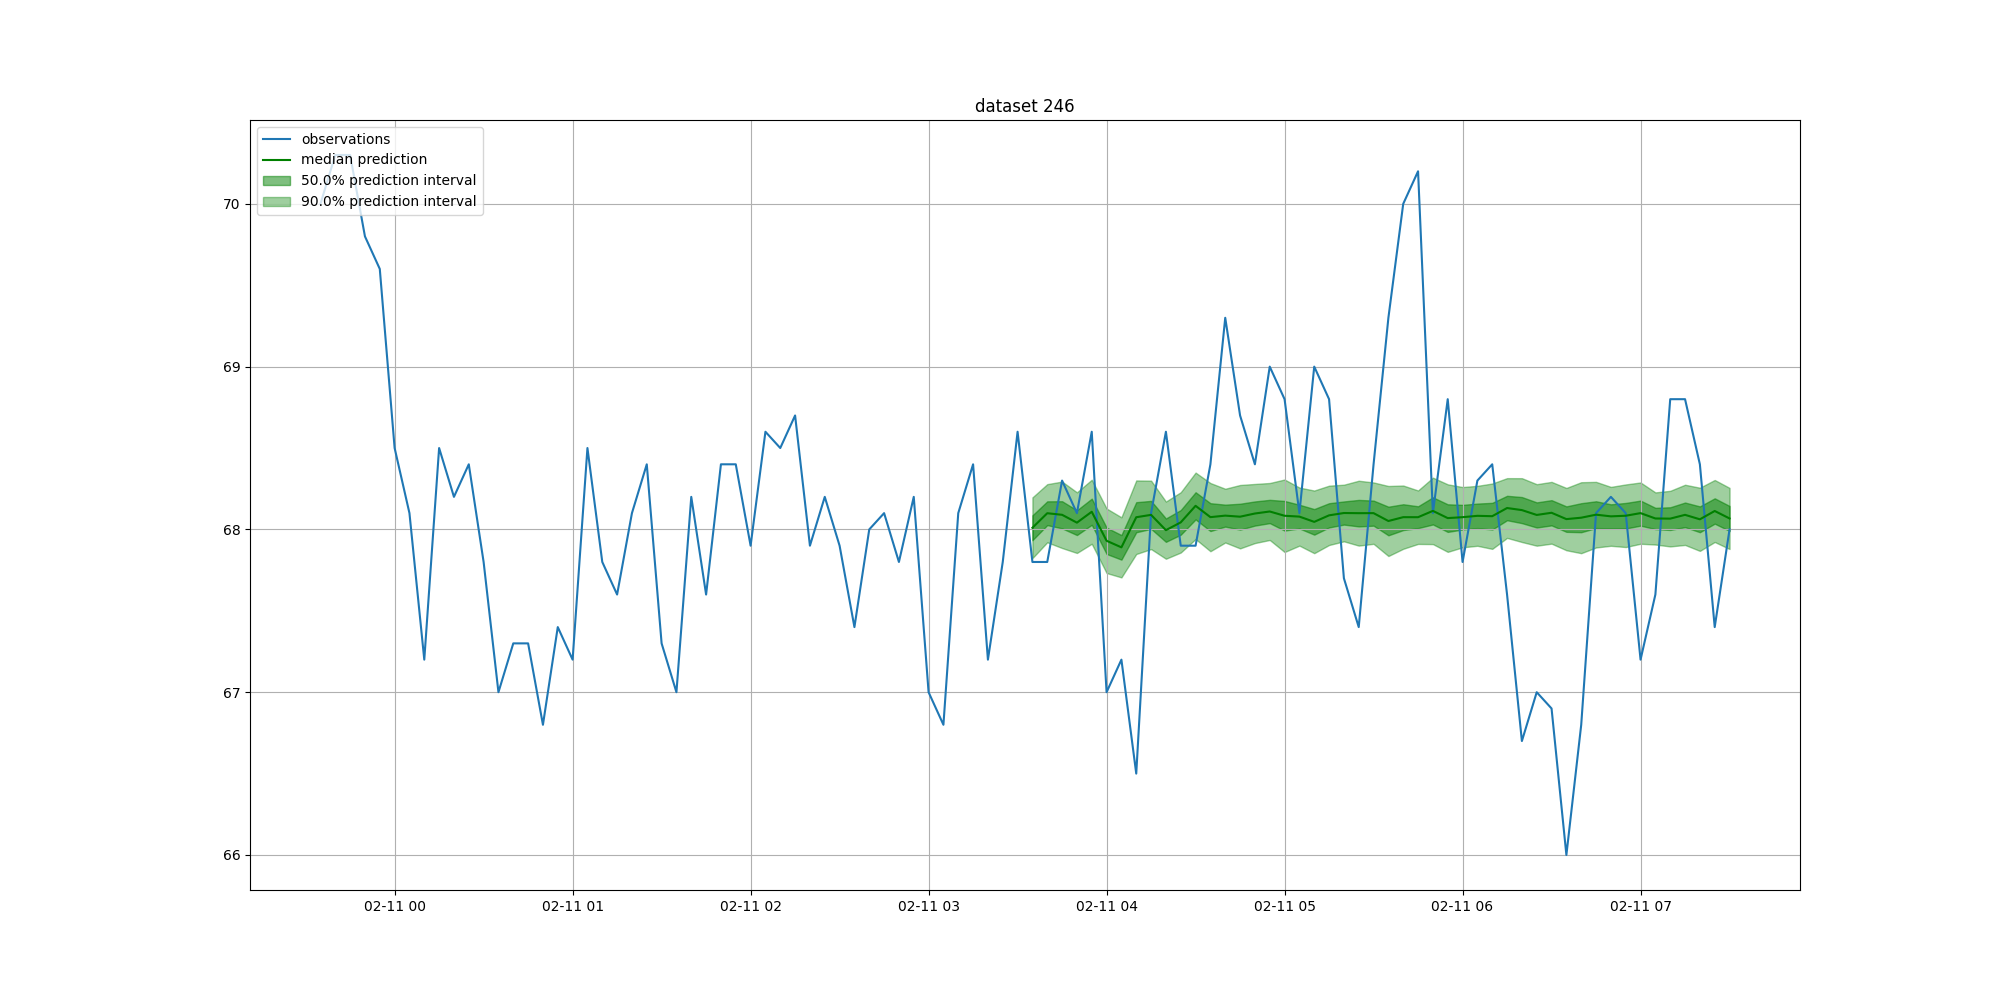 dataset 246
observations
median prediction
50.0% prediction interval
90.0% prediction interval
70
69
68
67
66
02-11 00
02-11 01
02-11 02
02-11 03
02-11 04
02-11 05
02-11 06
02-11 07